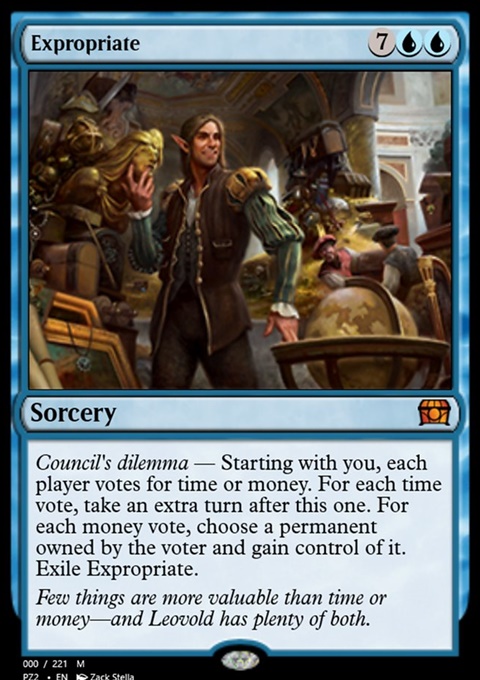 Expropriate 7
Sorcery
Council's dilemma — Starting with you, each
player votes for time or money. For each time
vote, take an extra turn after this one. For
each money vote, choose a permanent
owned by the voter and gain control of it.
Exile Expropriate.
Few things are more valuable than time or
money—and Leovold has plenty of both.
000 / 221 M
PZ2 • EN Zack Stella